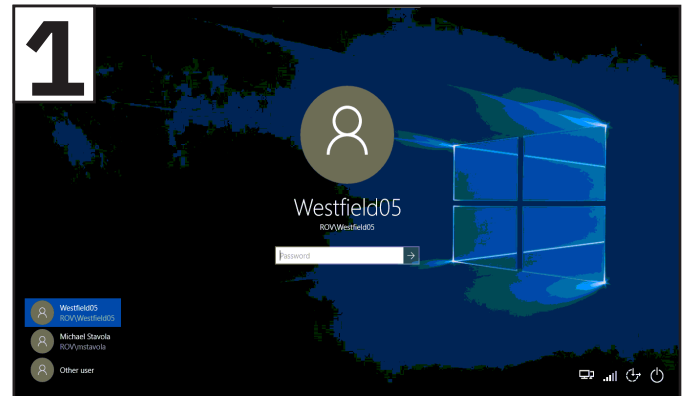 1
Westfield05
ROV\Westfield05
Password
Westfield05
ROV\Westfield05
Michael Stavola
ROV\mstavola
Other user